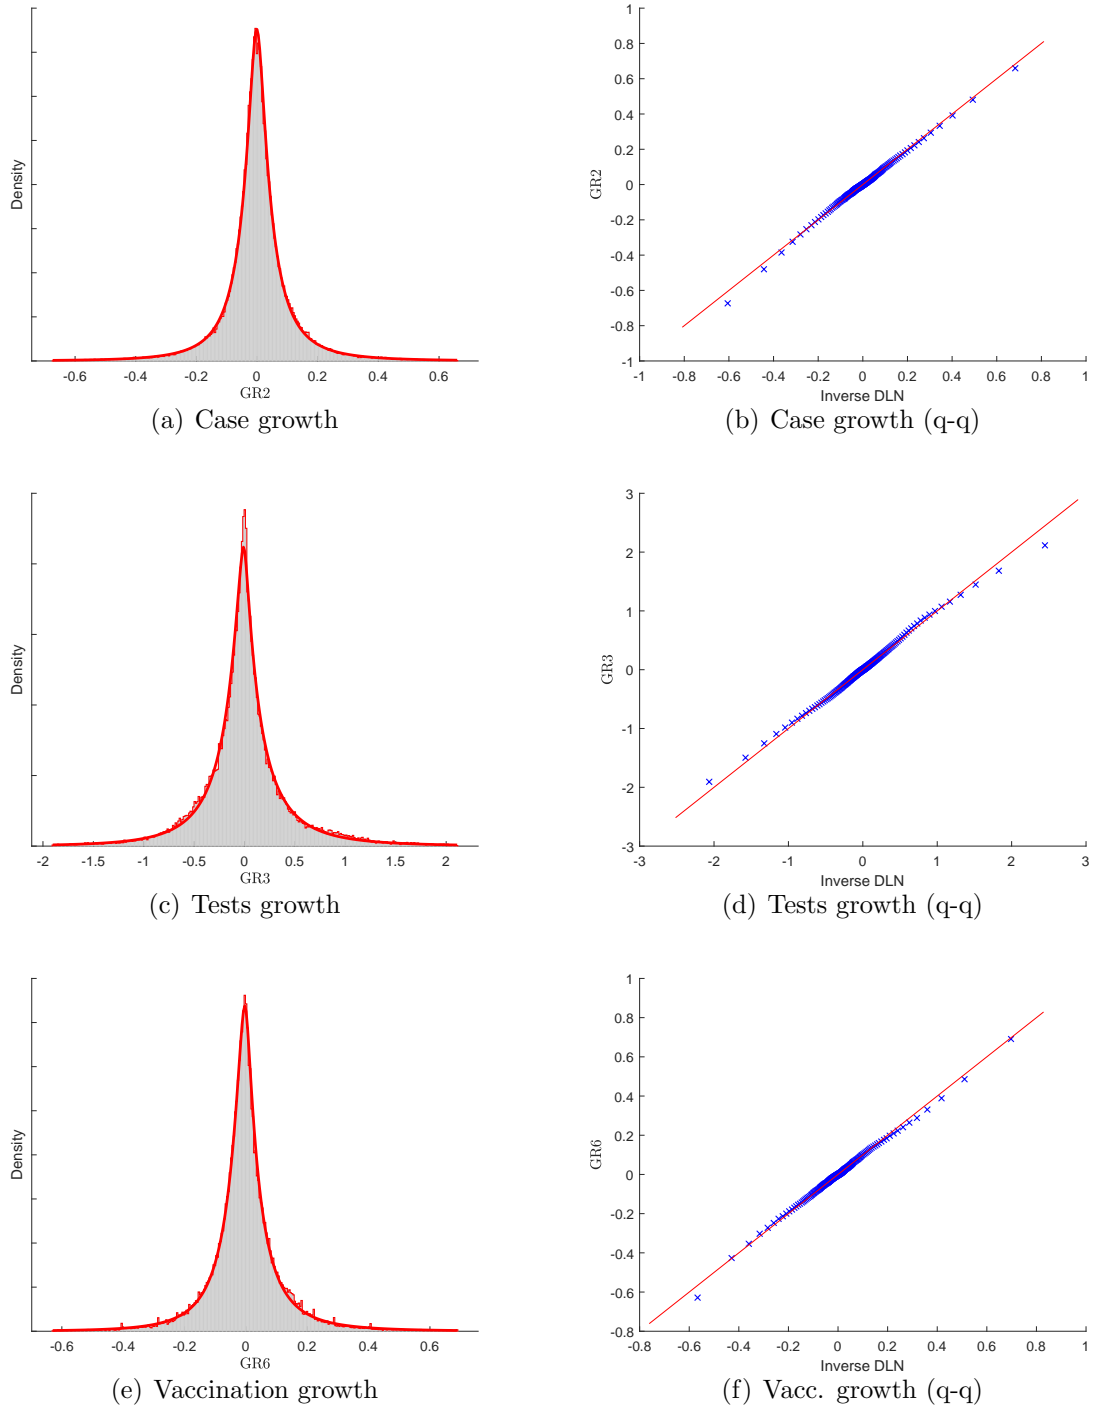 Density
-0.6 -0.4 -0.2 0 0.2 0.4 0.6
GR2
(a) Case growth
1
0.8
0.6
0.4
0.2
0
-0.2
-0.4
-0.6
-0.8
-1
GR2
-1 -0.8 -0.6 -0.4 -0.2 0 0.2 0.4 0.6 0.8 1
Inverse DLN
(b) Case growth (q-q)
Density
-2 -1.5 -1 -0.5 0 0.5 1 1.5 2
GR3
(c) Tests growth
3
2
1
0
-1
-2
-3
GR3
-3 -2 -1 0 1 2 3
Inverse DLN
(d) Tests growth (q-q)
Density
-0.6 -0.4 -0.2 0 0.2 0.4 0.6
GR6
(e) Vaccination growth
1
0.8
0.6
0.4
0.2
0
-0.2
-0.4
-0.6
-0.8
GR6
-0.8 -0.6 -0.4 -0.2 0 0.2 0.4 0.6 0.8 1
Inverse DLN
(f) Vacc. growth (q-q)